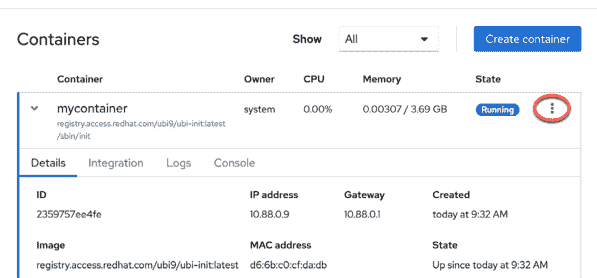 Containers Show All Create container
Container Owner CPU Memory State
mycontainer system 0.00% 0.00307 / 3.69 GB Running
registry.access.redhat.com/ubi9/ubi-init:latest
/sbin/init
Details Integration Logs Console
ID IP address Gateway Created
2359757ee4fe 10.88.0.9 10.88.0.1 today at 9:32 AM
Image MAC address State
registry.access.redhat.com/ubi9/ubi-init:latest d6:6b:c0:cf:da:db Up since today at 9:32 AM